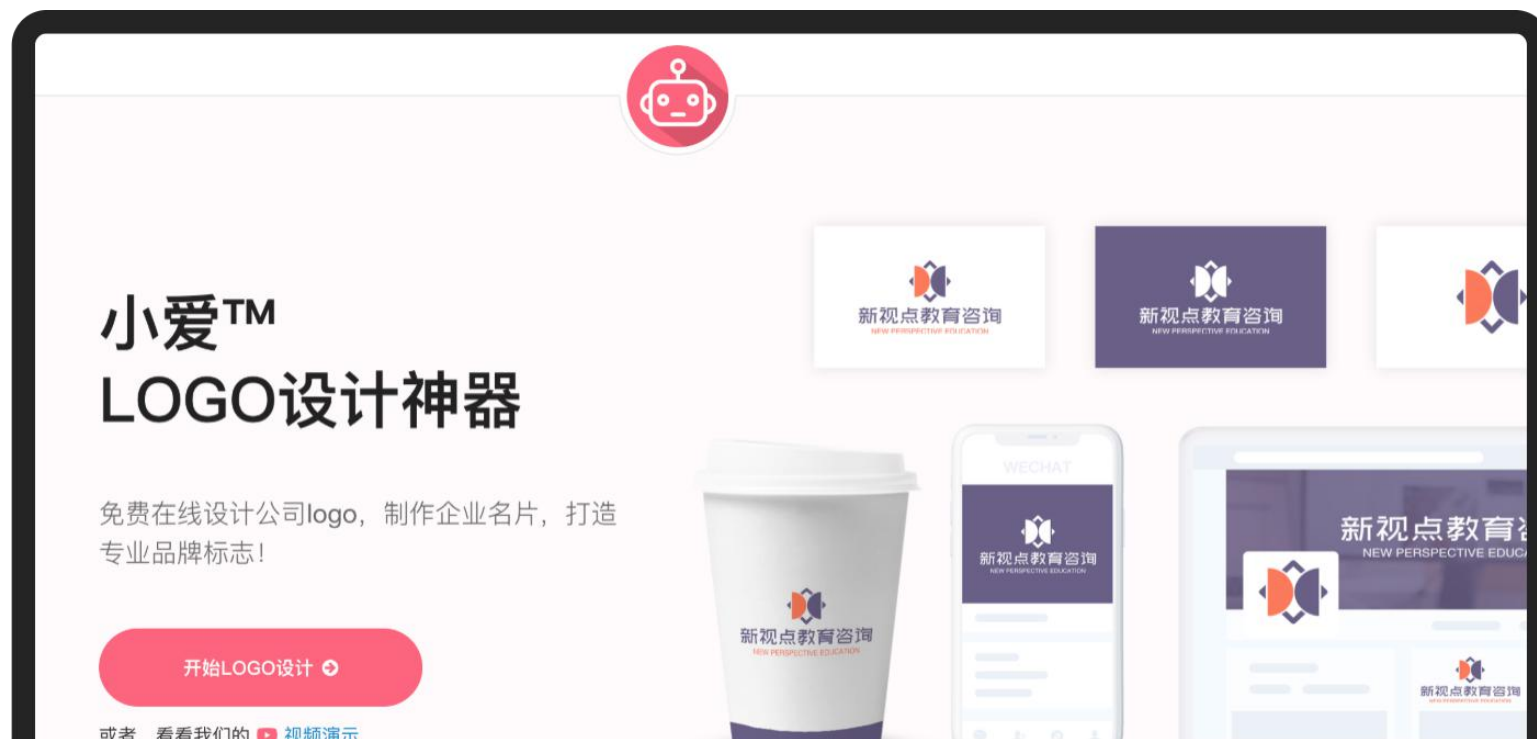 小爱™
LOGO设计神器
免费在线设计公司logo，制作企业名片，打造
专业品牌标志！
开始LOGO设计
或者，看看我们的 视频演示
新视点教育咨询
NEW PERSPECTIVE EDUCATION
新视点教育咨询
NEW PERSPECTIVE EDUCATION
新视点教育咨询
NEW PERSPECTIVE EDUCATION
WECHAT
新视点教育咨询
NEW PERSPECTIVE EDUCATION
新视点教育
NEW PERSPECTIVE EDUC
新视点教育咨询